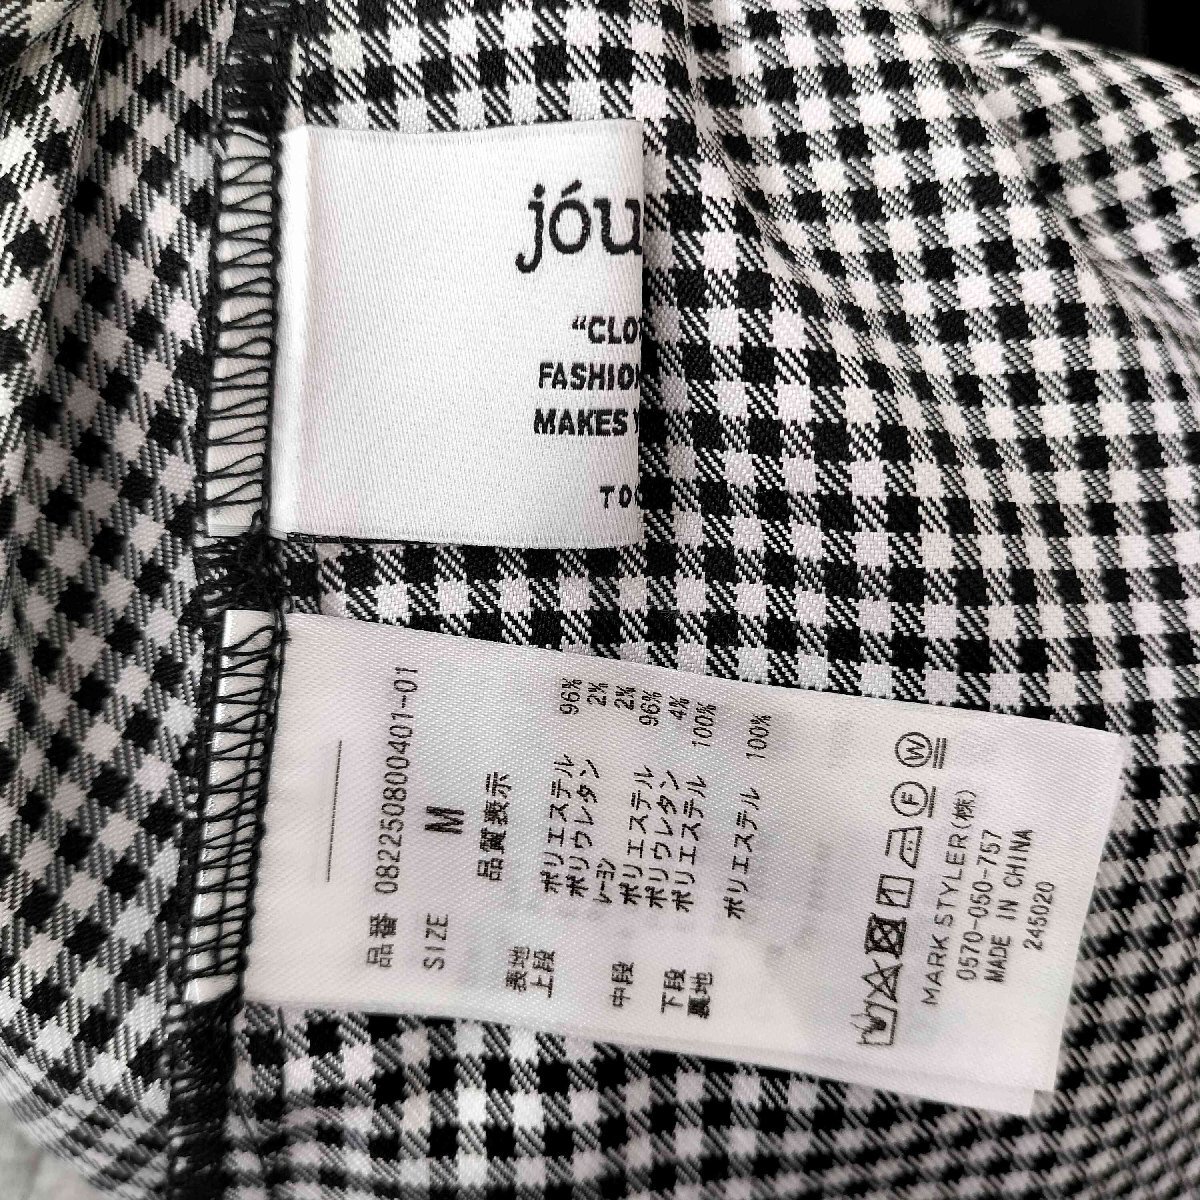 jóu
“CLO
FASHION
MAKES Y
TO
品番 082250800401-01
SIZE M
品質表示
表地
上段 ポリエステル 96%
ポリウレタン 2%
レーヨン 2%
中段 ポリエステル 96%
ポリウレタン 4%
下段 ポリエステル 100%
裏地
ポリエステル 100%
F W
MARK STYLER(株)
0570-050-757
MADE IN CHINA
245020